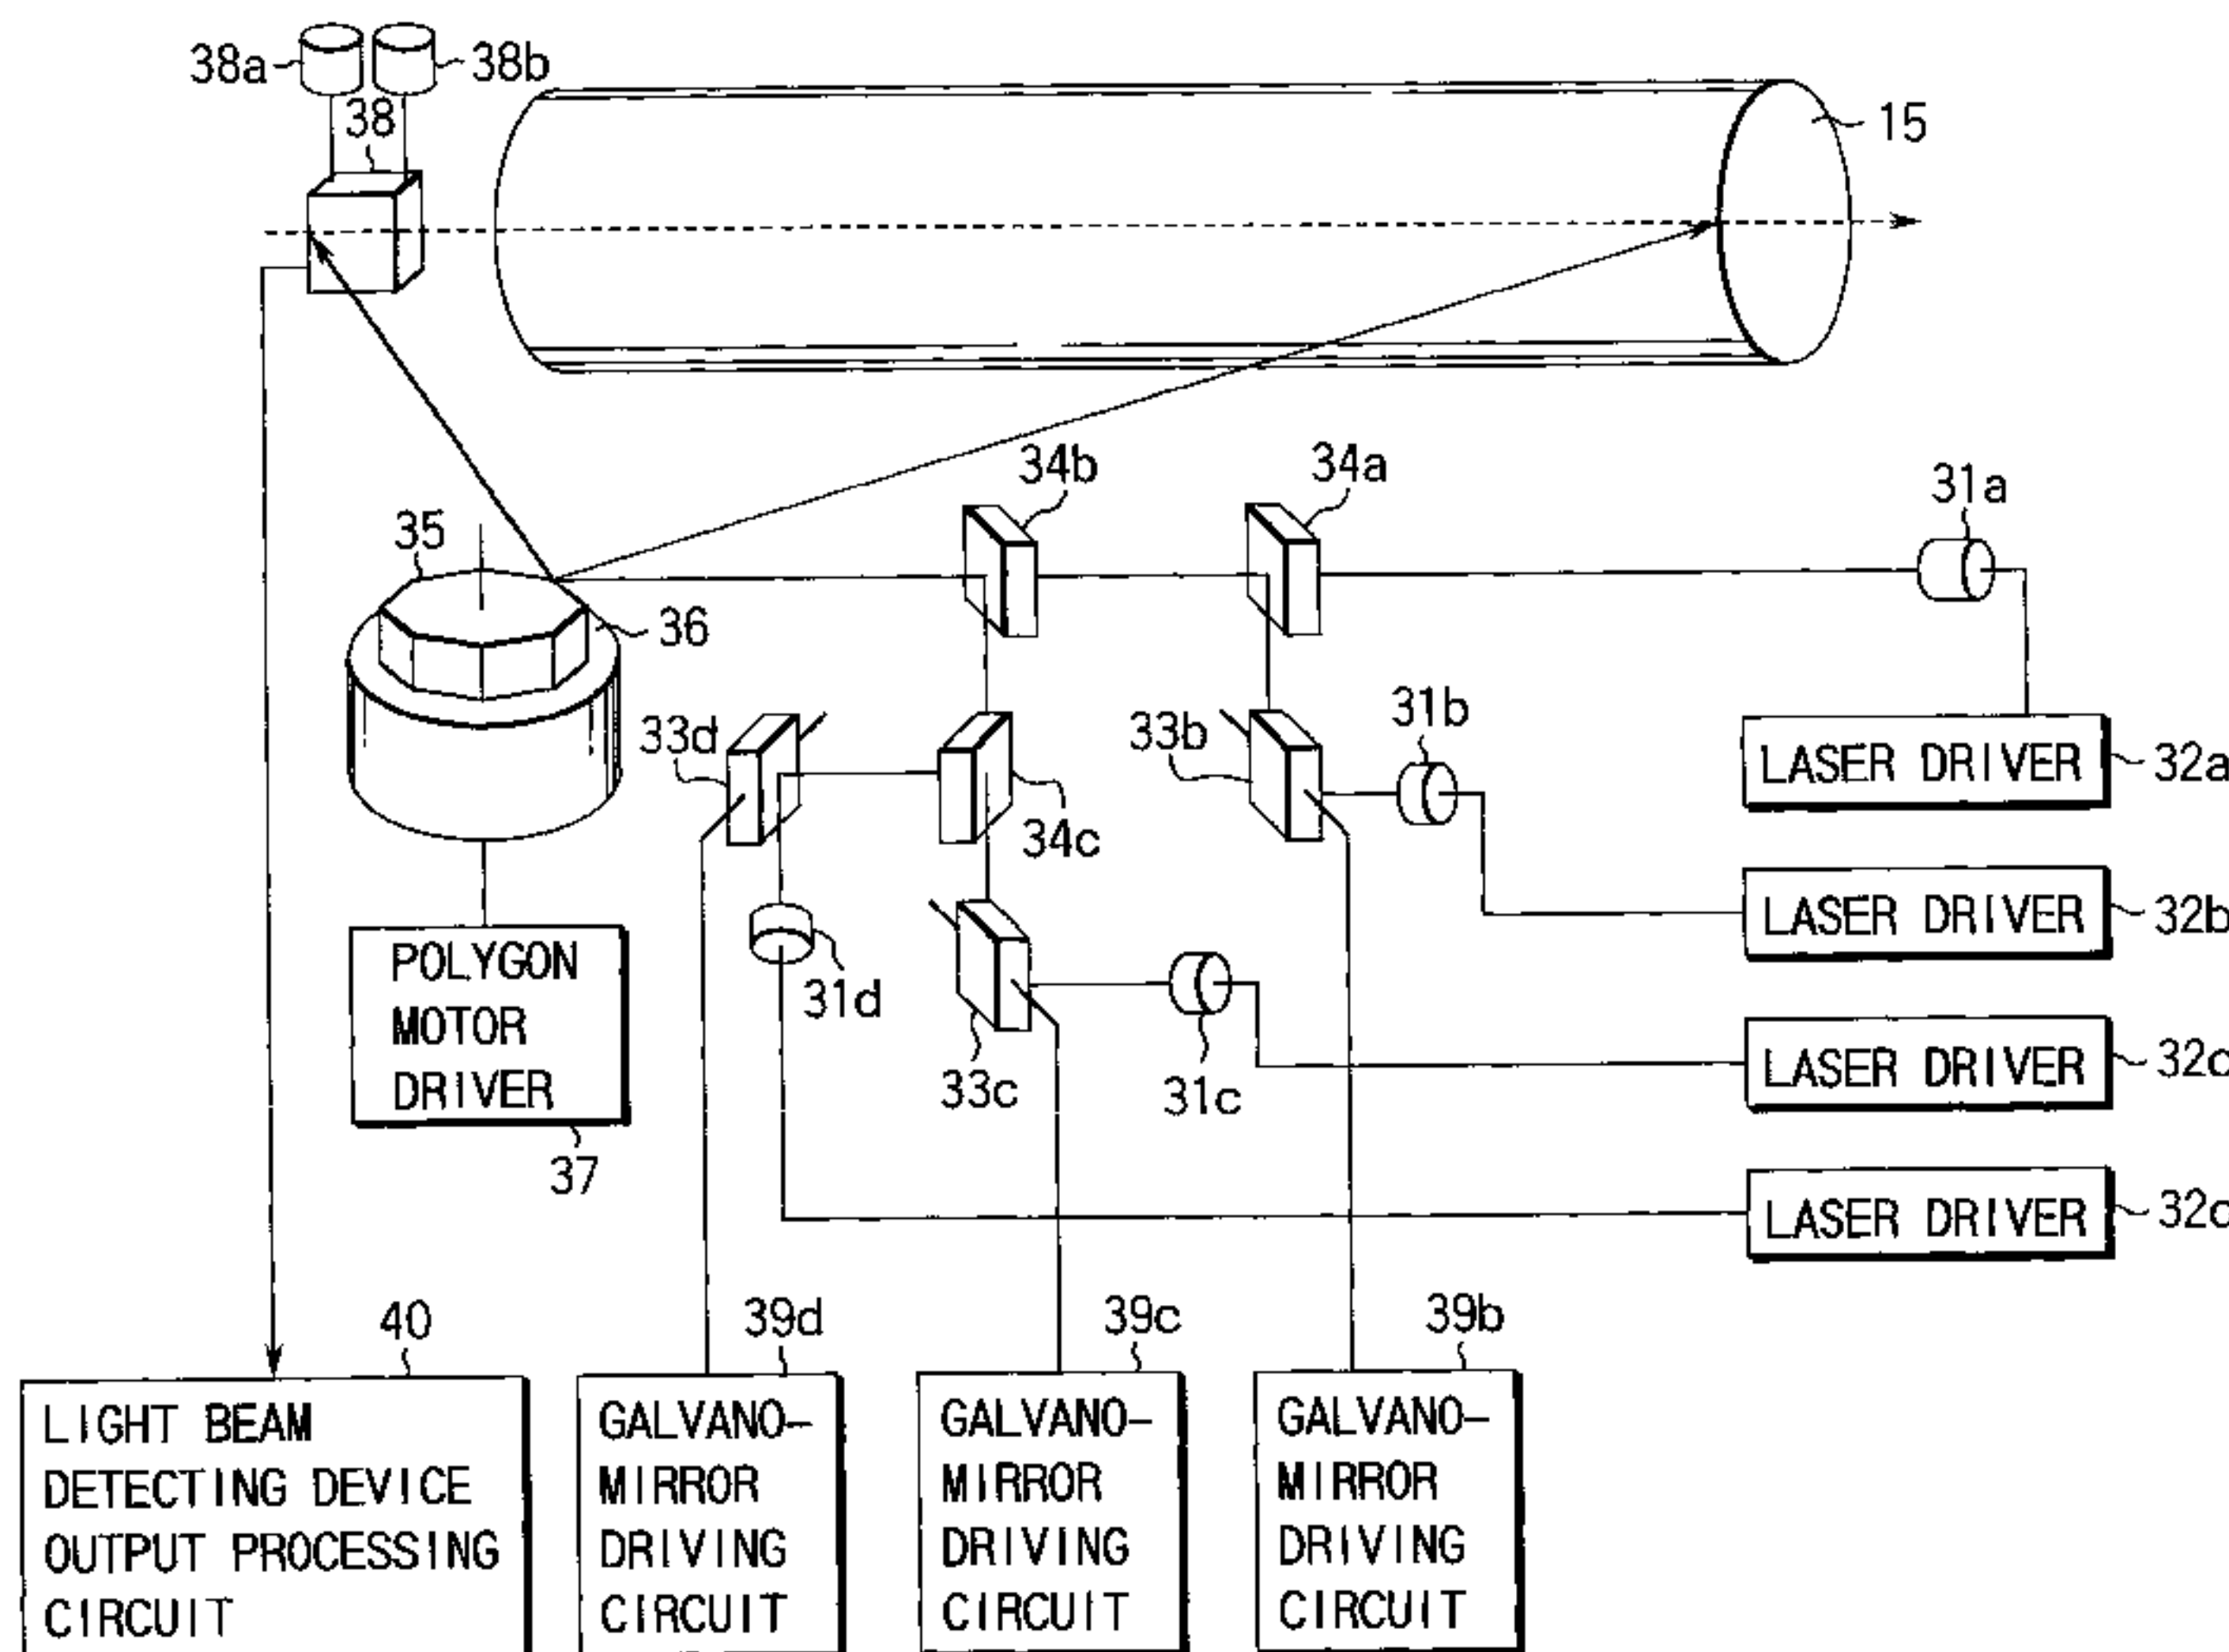 38a
38b
38
15
34b
34a
31a
35
36
31b
33d
33b
LASER DRIVER
32a
34c
LASER DRIVER
32b
POLYGON
MOTOR
DRIVER
31d
33c
31c
LASER DRIVER
32c
37
LASER DRIVER
40
39d
39c
39b
LIGHT BEAM
DETECTING DEVICE
OUTPUT PROCESSING
CIRCUIT
GALVANO-
MIRROR
DRIVING
CIRCUIT
GALVANO-
MIRROR
DRIVING
CIRCUIT
GALVANO-
MIRROR
DRIVING
CIRCUIT